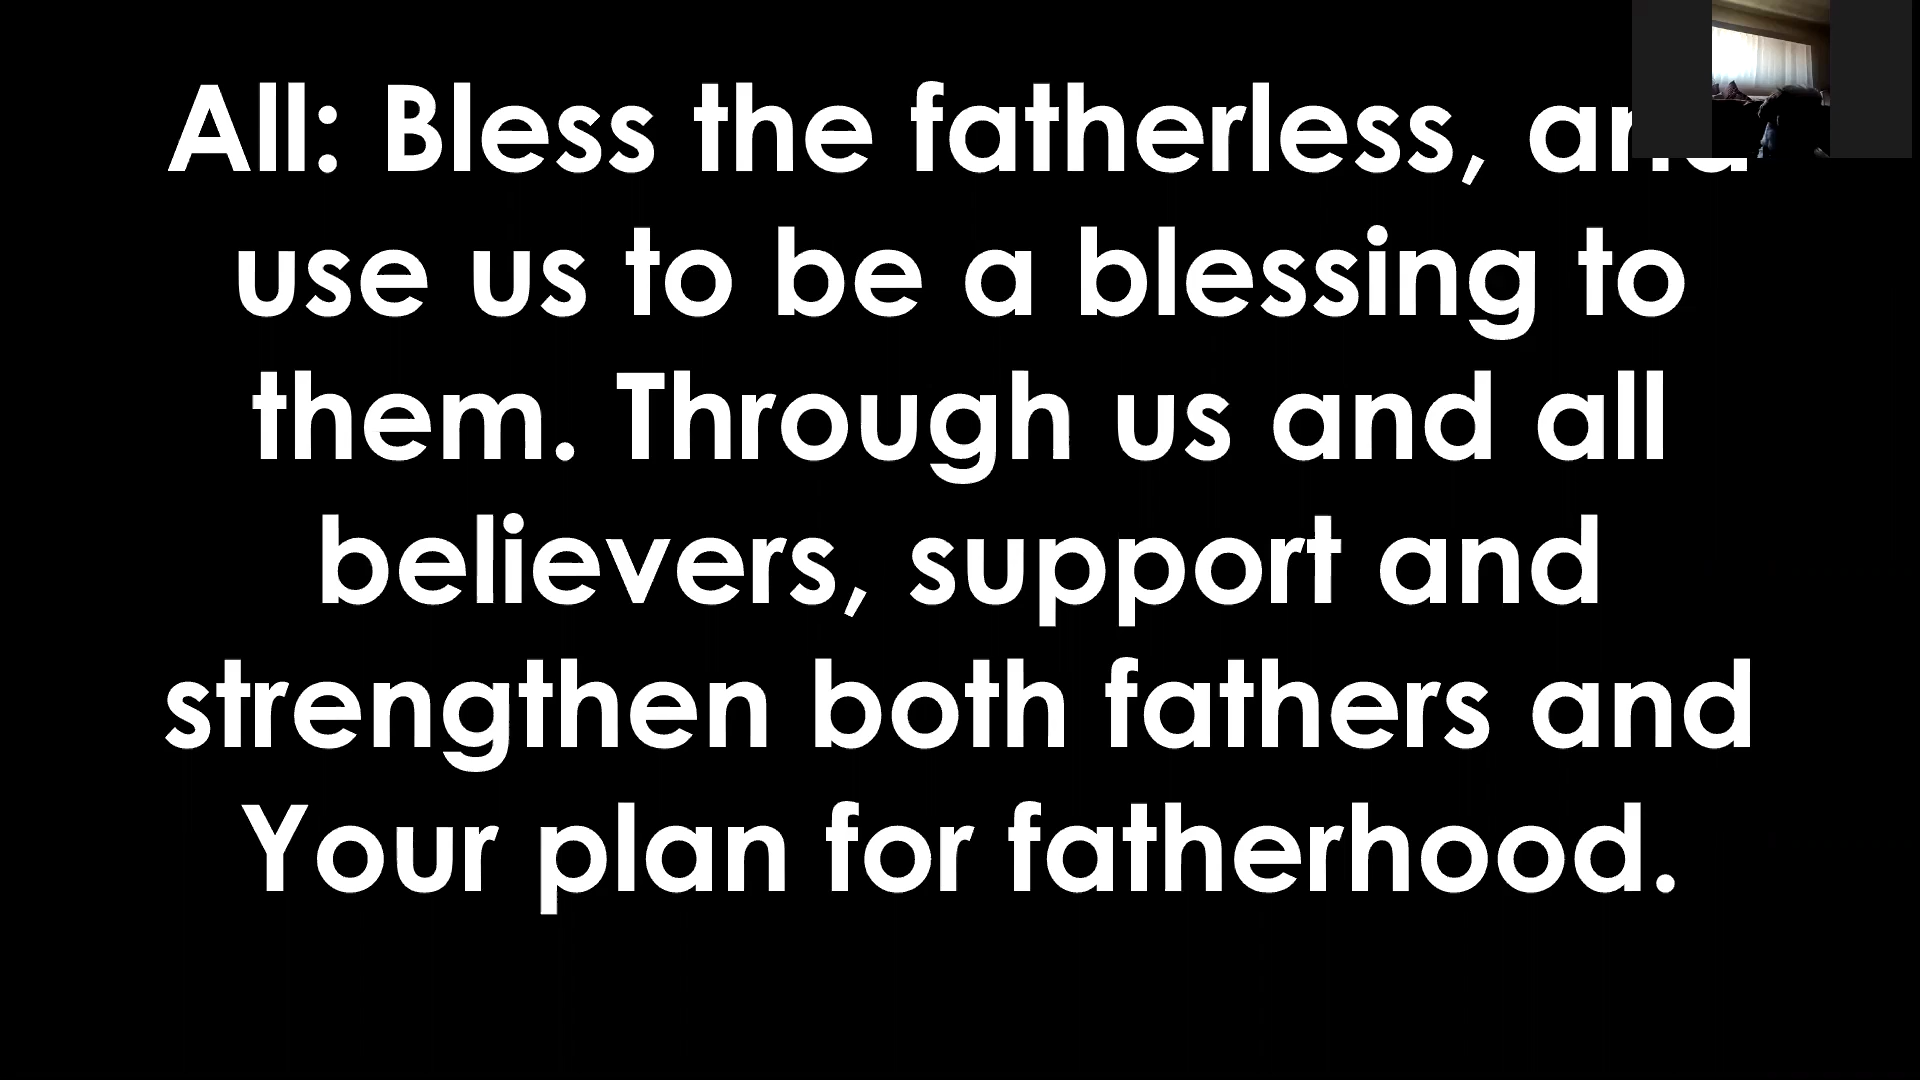 All: Bless the fatherless, and
use us to be a blessing to
them. Through us and all
believers, support and
strengthen both fathers and
Your plan for fatherhood.